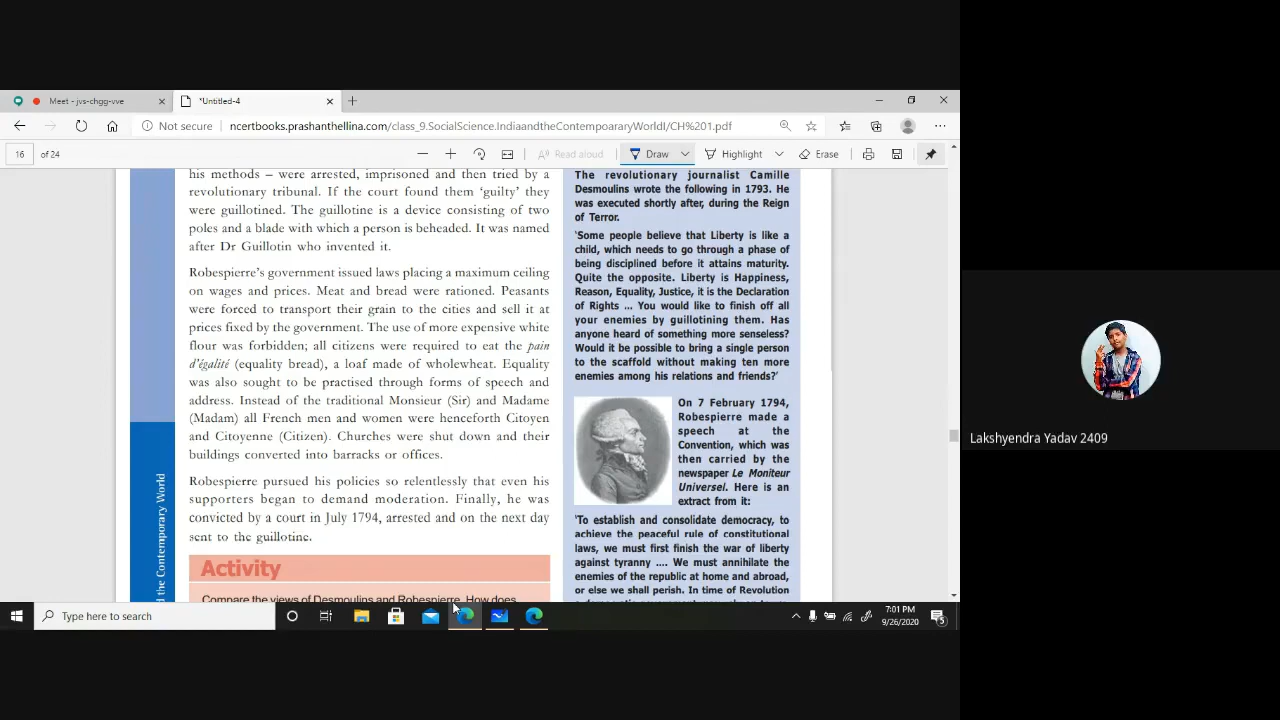 Meet - jvs-chgg-vve
*Untitled-4
Not secure
ncertbooks.prashanthellina.com/class_9.SocialScience.IndiaandtheContempoararyWorldI/CH%201.pdf
16
of 24
Read aloud
Draw
Highlight
Erase
his methods – were arrested, imprisoned and then tried by a
revolutionary tribunal. If the court found them ‘guilty’ they
were guillotined. The guillotine is a device consisting of two
poles and a blade with which a person is beheaded. It was named
after Dr Guillotin who invented it.
Robespierre’s government issued laws placing a maximum ceiling
on wages and prices. Meat and bread were rationed. Peasants
were forced to transport their grain to the cities and sell it at
prices fixed by the government. The use of more expensive white
flour was forbidden; all citizens were required to eat the pain
d’égalité (equality bread), a loaf made of wholewheat. Equality
was also sought to be practised through forms of speech and
address. Instead of the traditional Monsieur (Sir) and Madame
(Madam) all French men and women were henceforth Citoyen
and Citoyenne (Citizen). Churches were shut down and their
buildings converted into barracks or offices.
Robespierre pursued his policies so relentlessly that even his
supporters began to demand moderation. Finally, he was
convicted by a court in July 1794, arrested and on the next day
sent to the guillotine.
Activity
Compare the views of Desmoulins and Robespierre. How does
d the Contemporary World
The revolutionary journalist Camille
Desmoulins wrote the following in 1793. He
was executed shortly after, during the Reign
of Terror.
‘Some people believe that Liberty is like a
child, which needs to go through a phase of
being disciplined before it attains maturity.
Quite the opposite. Liberty is Happiness,
Reason, Equality, Justice, it is the Declaration
of Rights ... You would like to finish off all
your enemies by guillotining them. Has
anyone heard of something more senseless?
Would it be possible to bring a single person
to the scaffold without making ten more
enemies among his relations and friends?’
On 7 February 1794,
Robespierre made a
speech at the
Convention, which was
then carried by the
newspaper Le Moniteur
Universel. Here is an
extract from it:
‘To establish and consolidate democracy, to
achieve the peaceful rule of constitutional
laws, we must first finish the war of liberty
against tyranny .... We must annihilate the
enemies of the republic at home and abroad,
or else we shall perish. In time of Revolution
Lakshyendra Yadav 2409
Type here to search
7:01 PM
9/26/2020
5